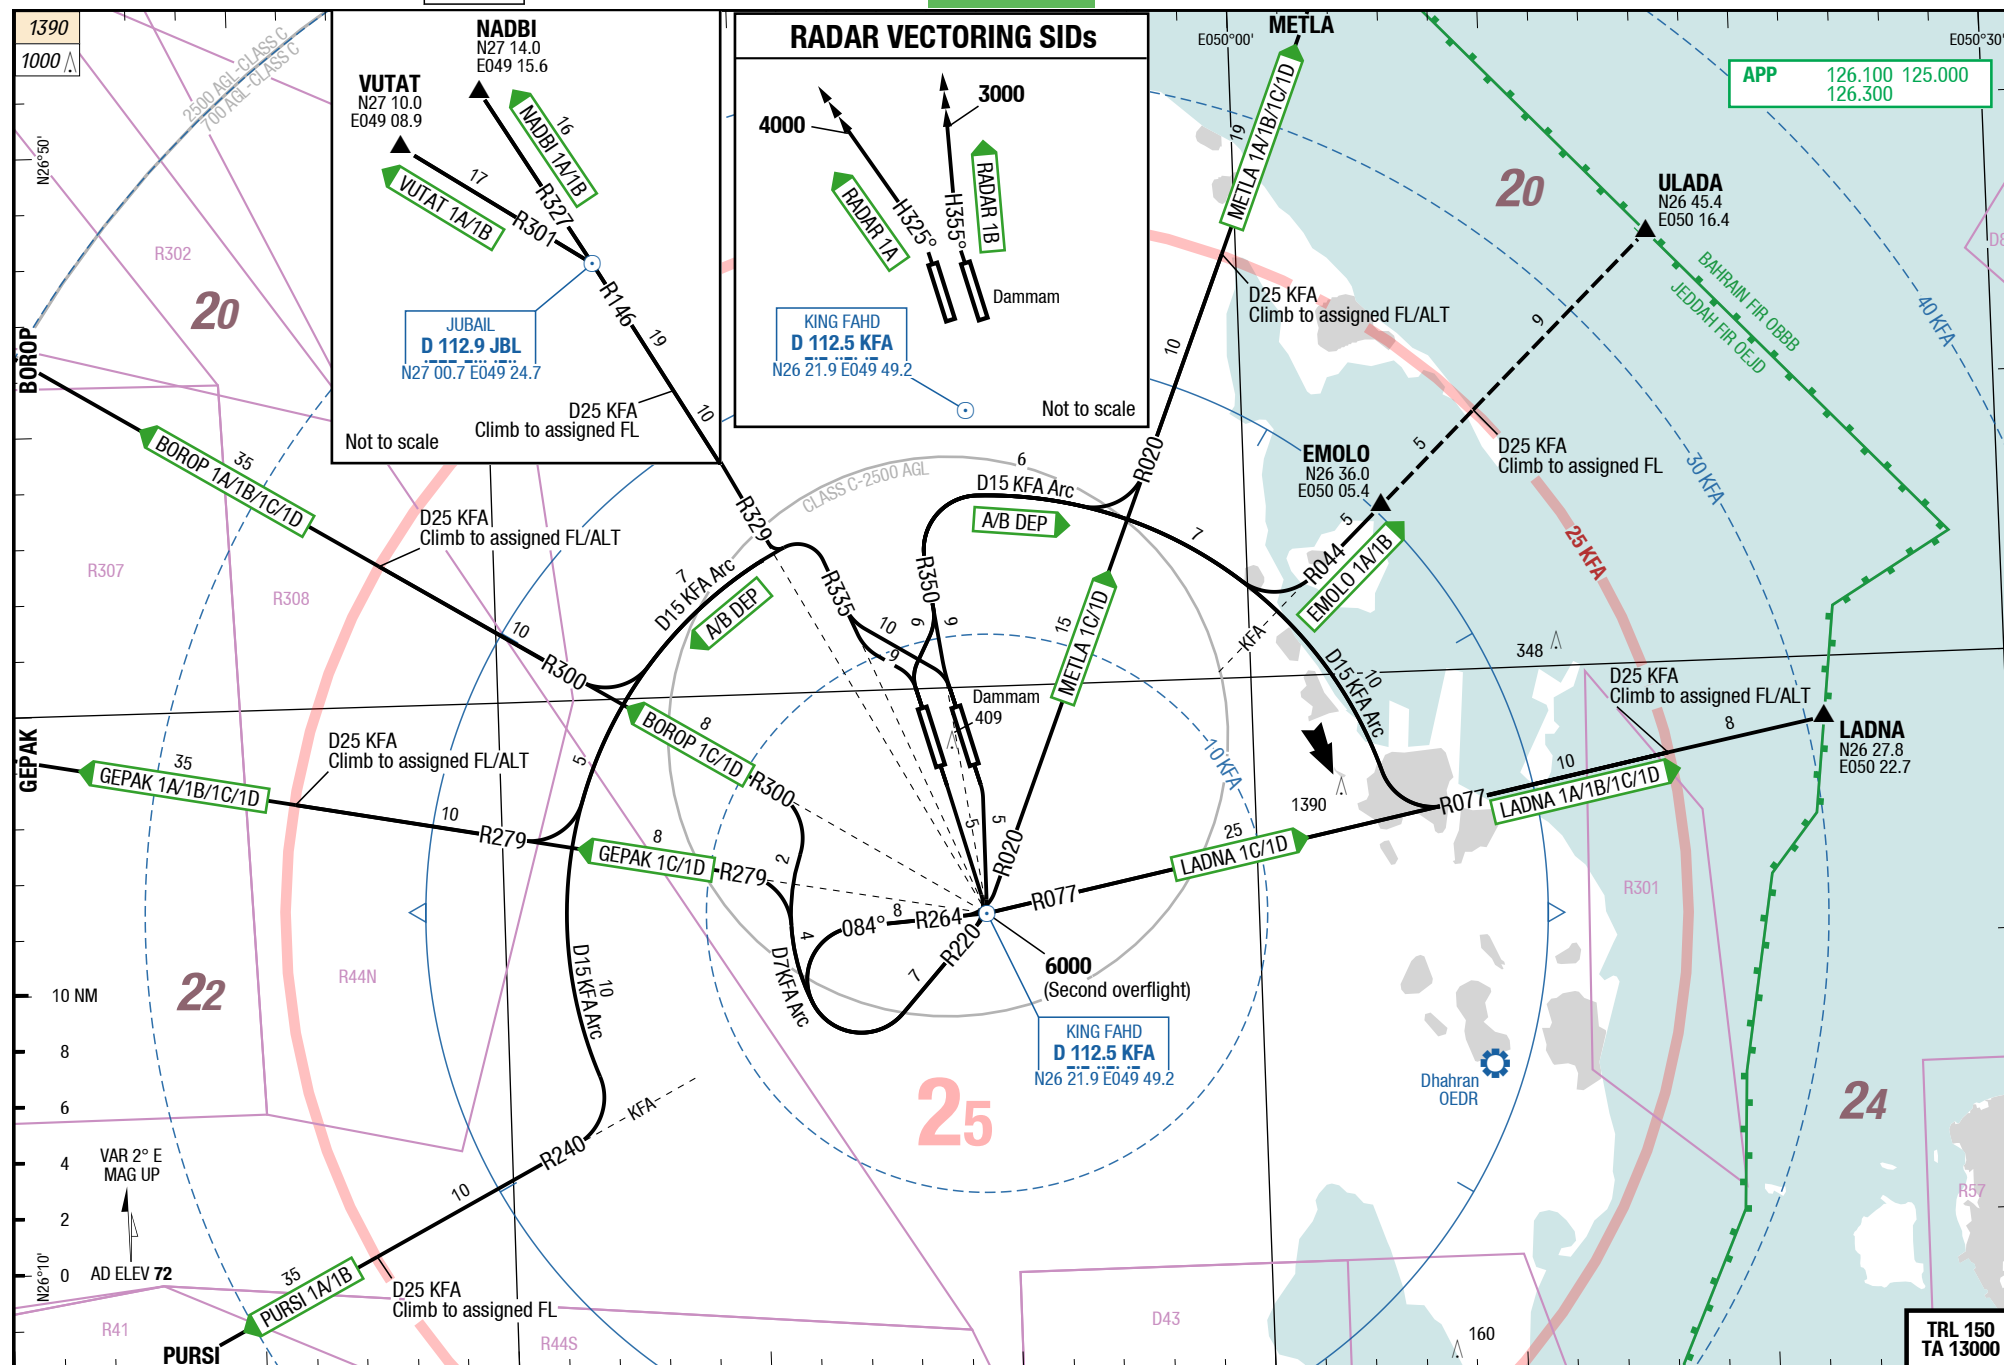 1390
1000
2500 AGL-CLASS C
700 AGL-CLASS C
N26°50'
R302
20
BOROP
NADBI
N27 14.0
E049 15.6
VUTAT
N27 10.0
E049 08.9
16
NADBI 1A/1B
17
VUTAT 1A/1B
R327
R301
R146
19
JUBAIL
D 112.9 JBL
N27 00.7 E049 24.7
D25 KFA
Climb to assigned FL
10
Not to scale
RADAR VECTORING SIDs
4000
3000
RADAR 1A
H325°
H355°
RADAR 1B
Dammam
KING FAHD
D 112.5 KFA
N26 21.9 E049 49.2
Not to scale
METLA
E050°00'
E050°30'
APP 126.100 125.000
126.300
19
METLA 1A/1B/1C/1D
20
ULADA
N26 45.4
E050 16.4
D8
BAHRAIN FIR OBBB
JEDDAH FIR OEJD
40 KFA
D25 KFA
Climb to assigned FL/ALT
9
10
R020
5
D25 KFA
Climb to assigned FL
30 KFA
25 KFA
EMOLO
N26 36.0
E050 05.4
5
R044
EMOLO 1A/1B
KFA
35
BOROP 1A/1B/1C/1D
D25 KFA
Climb to assigned FL/ALT
R307
R308
10
R300
CLASS C-2500 AGL
6
D15 KFA Arc
A/B DEP
7
R329
7
D15 KFA Arc
A/B DEP
R335
R350
10
9
6
9
15
METLA 1C/1D
Dammam
409
348
D15 KFA Arc
10
D25 KFA
Climb to assigned FL/ALT
8
LADNA
N26 27.8
E050 22.7
10
LADNA 1A/1B/1C/1D
R077
1390
GEPAK
35
GEPAK 1A/1B/1C/1D
D25 KFA
Climb to assigned FL/ALT
10
R279
5
8
BOROP 1C/1D
R300
8
GEPAK 1C/1D
R279
2
10 KFA
5
5
R020
25
LADNA 1C/1D
R077
R301
084°
8
R264
4
D7 KFA Arc
R220
7
6000
(Second overflight)
KING FAHD
D 112.5 KFA
N26 21.9 E049 49.2
R44N
22
D15 KFA Arc
10
25
Dhahran
OEDR
24
10 NM
8
6
4
2
0
VAR 2° E
MAG UP
AD ELEV 72
N26°10'
KFA
R240
10
35
PURSI 1A/1B
PURSI
D25 KFA
Climb to assigned FL
R41
R44S
D43
160
R57
TRL 150
TA 13000